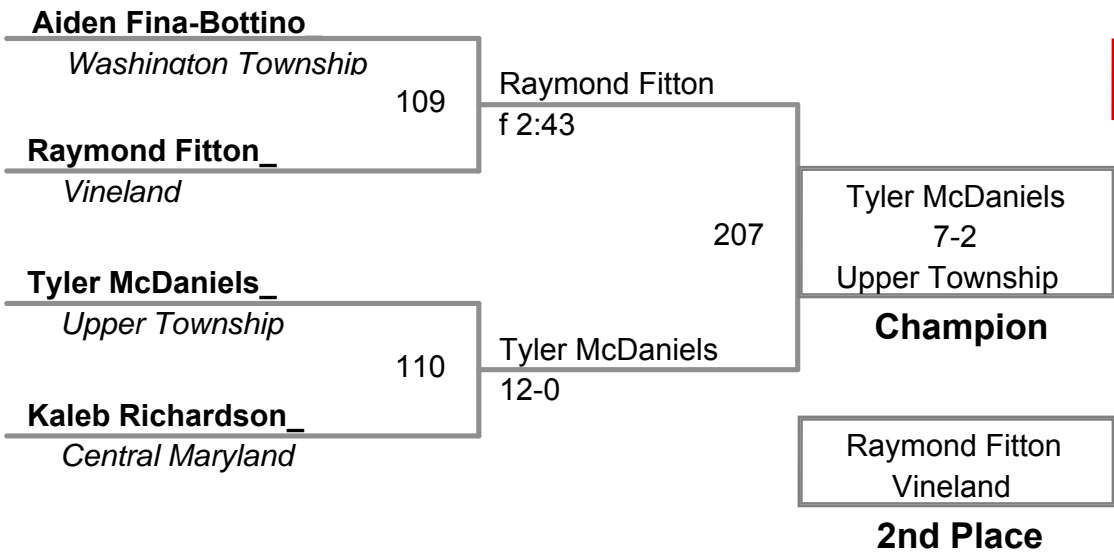 Aiden Fina-Bottino_
Washington Township
109
Raymond Fitton
f 2:43
Raymond Fitton_
Vineland
207
Tyler McDaniels
7-2
Upper Township
Champion
Tyler McDaniels_
Upper Township
110
Tyler McDaniels
12-0
Kaleb Richardson_
Central Maryland
Raymond Fitton
Vineland
2nd Place